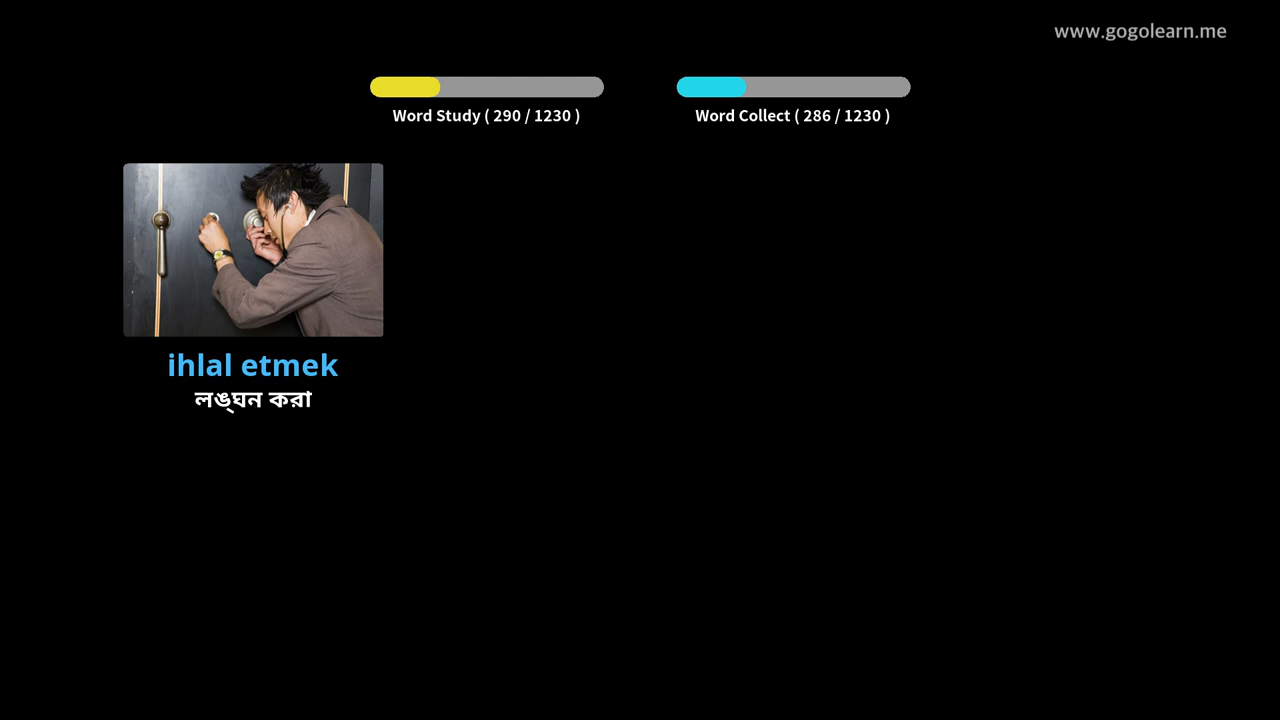 www.gogolearn.me
Word Study ( 290 / 1230 )
Word Collect ( 286 / 1230 )
ihlal etmek
লঙ্ঘন করা